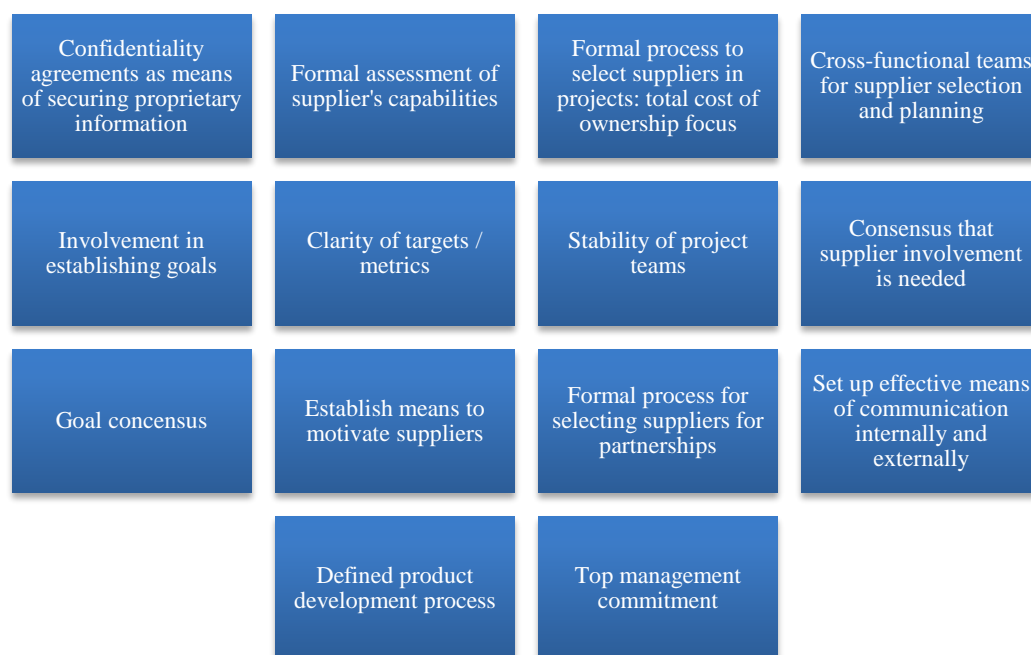 Confidentiality
agreements as means
of securing proprietary
information
Formal assessment of
supplier's capabilities
Formal process to
select suppliers in
projects: total cost of
ownership focus
Cross-functional teams
for supplier selection
and planning
Involvement in
establishing goals
Clarity of targets /
metrics
Stability of project
teams
Consensus that
supplier involvement
is needed
Goal concensus
Establish means to
motivate suppliers
Formal process for
selecting suppliers for
partnerships
Set up effective means
of communication
internally and
externally
Defined product
development process
Top management
commitment